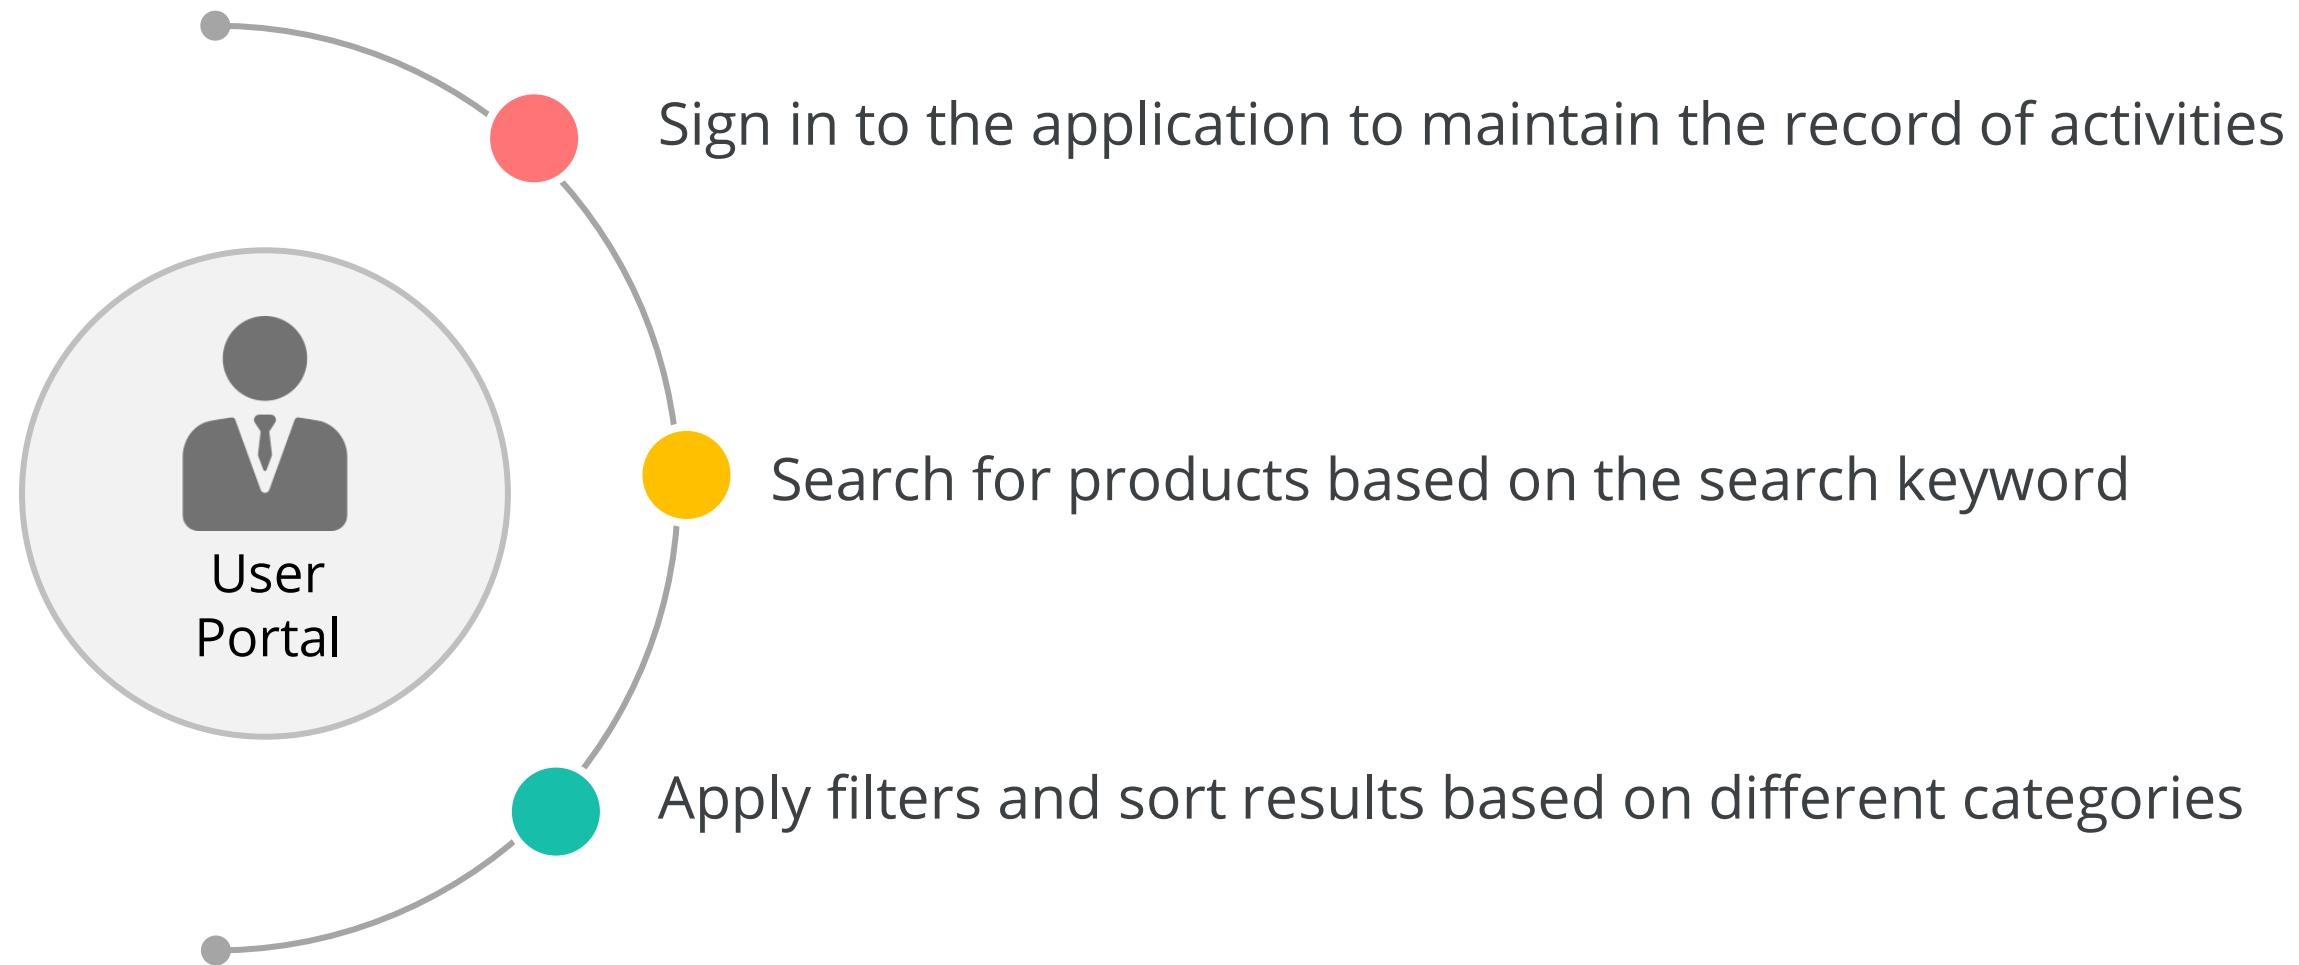 Sign in to the application to maintain the record of activities
Search for products based on the search keyword
User
Portal
Apply filters and sort results based on different categories